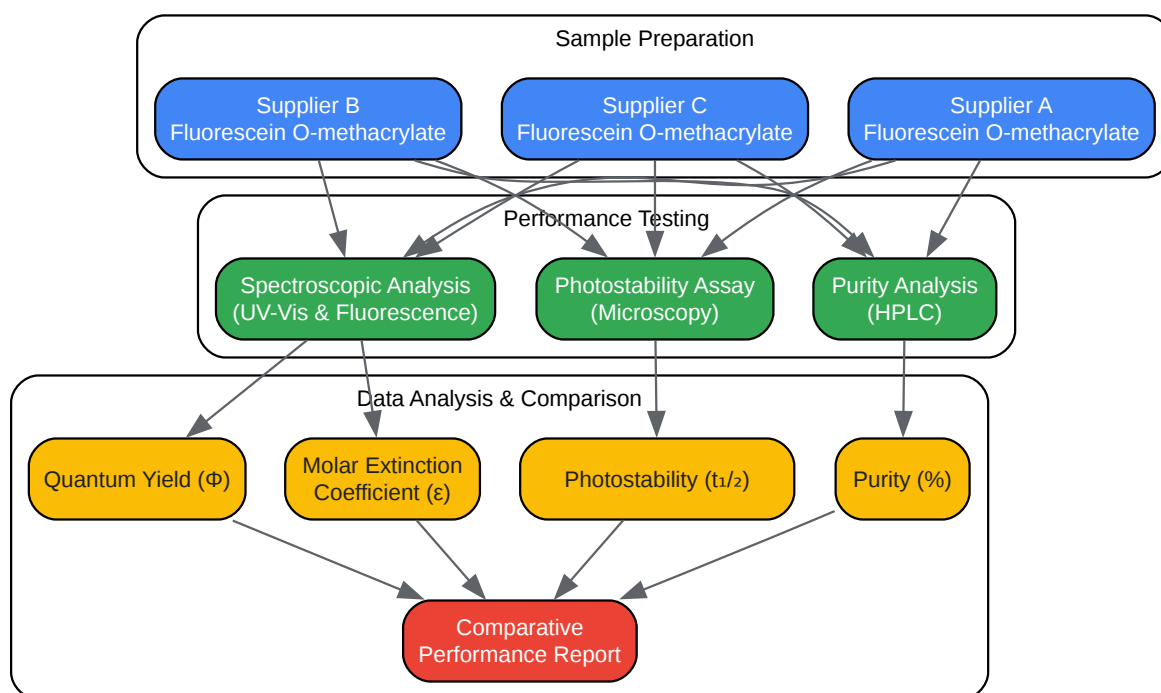 Sample Preparation
Supplier B
Fluorescein O-methacrylate
Supplier C
Fluorescein O-methacrylate
Supplier A
Fluorescein O-methacrylate
Performance Testing
Spectroscopic Analysis
(UV-Vis & Fluorescence)
Photostability Assay
(Microscopy)
Purity Analysis
(HPLC)
Data Analysis & Comparison
Quantum Yield (Φ)
Molar Extinction
Coefficient (ε)
Photostability (t₁/₂)
Purity (%)
Comparative
Performance Report